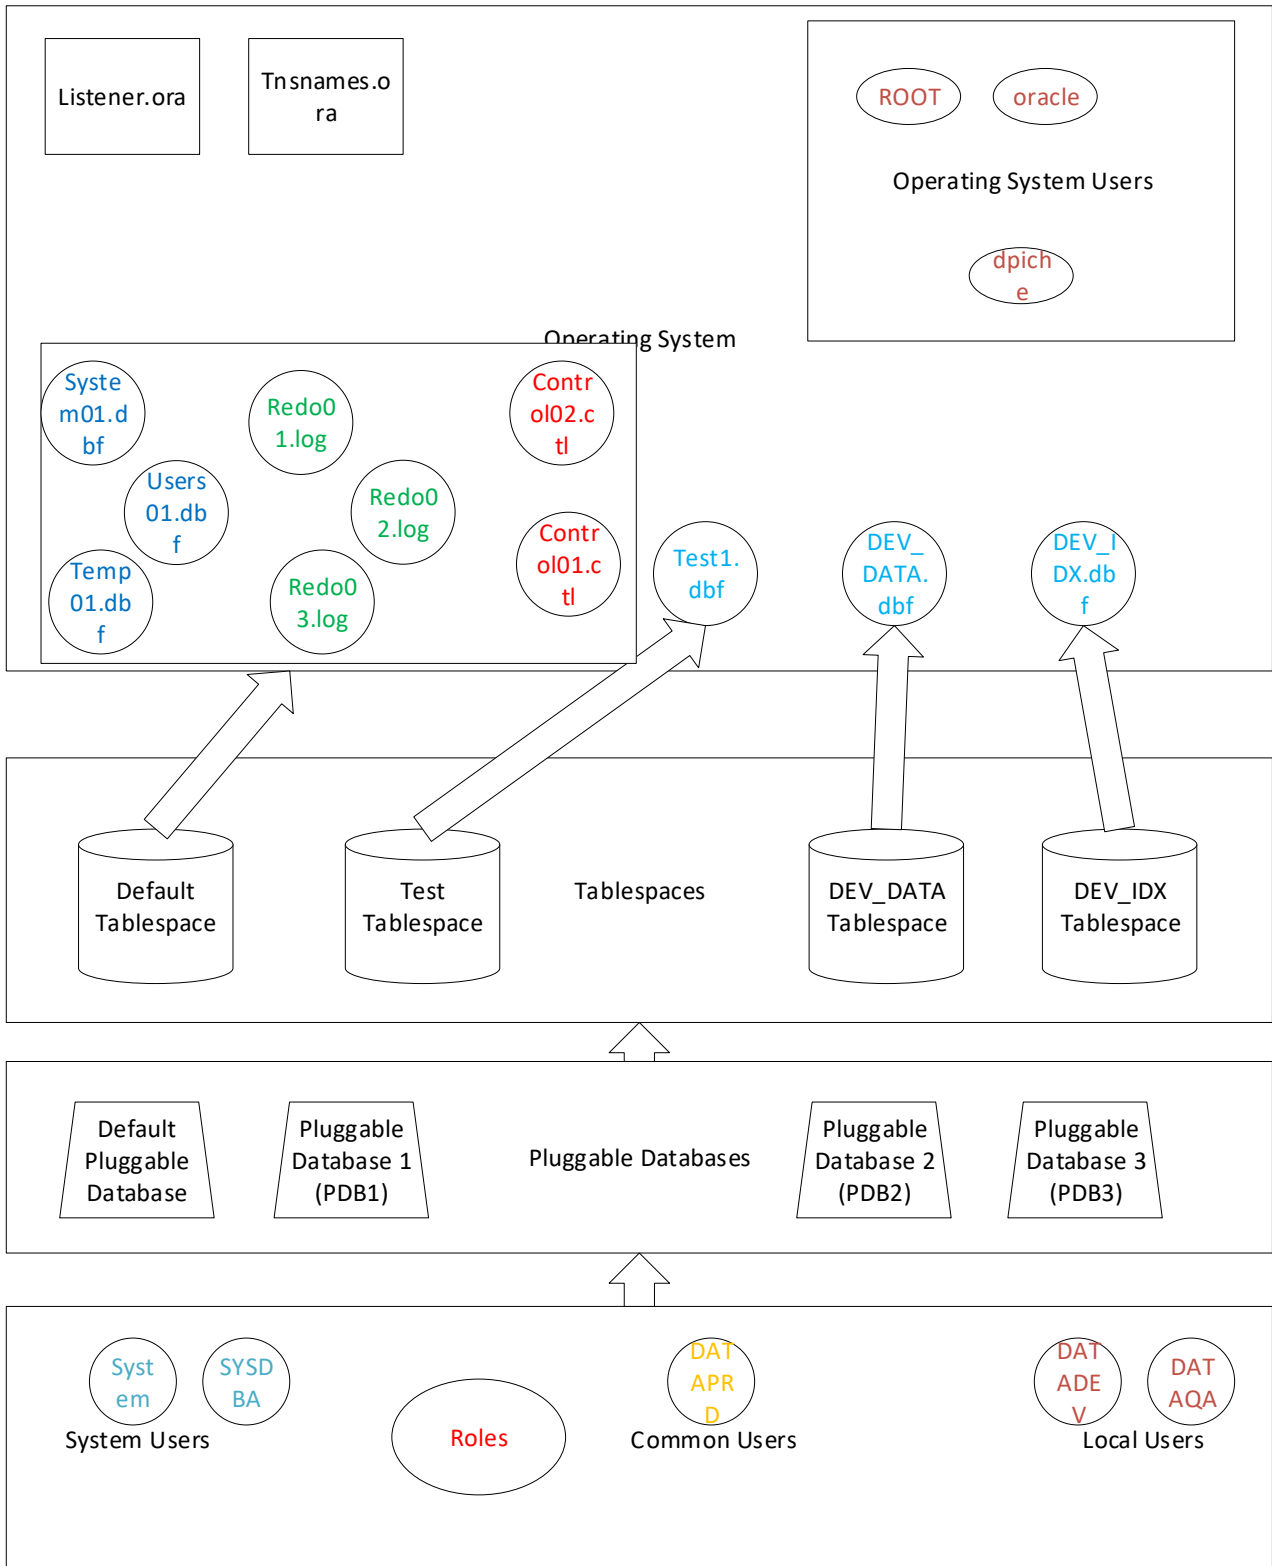 Listener.ora
Tnsnames.o
ra
ROOT
oracle
Operating System Users
dpich
e
Operating System
Syste
m01.d
bf
Redo0
1.log
Contr
ol02.c
tl
Users
01.db
f
Redo0
2.log
Temp
01.db
f
Redo0
3.log
Contr
ol01.c
tl
Test1.
dbf
DEV_
DATA.
dbf
DEV_I
DX.db
f
Default
Tablespace
Test
Tablespace
Tablespaces
DEV_DATA
Tablespace
DEV_IDX
Tablespace
Default
Pluggable
Database
Pluggable
Database 1
(PDB1)
Pluggable Databases
Pluggable
Database 2
(PDB2)
Pluggable
Database 3
(PDB3)
Syst
em
SYSD
BA
System Users
Roles
DAT
APR
D
Common Users
DAT
ADE
V
DAT
AQA
Local Users